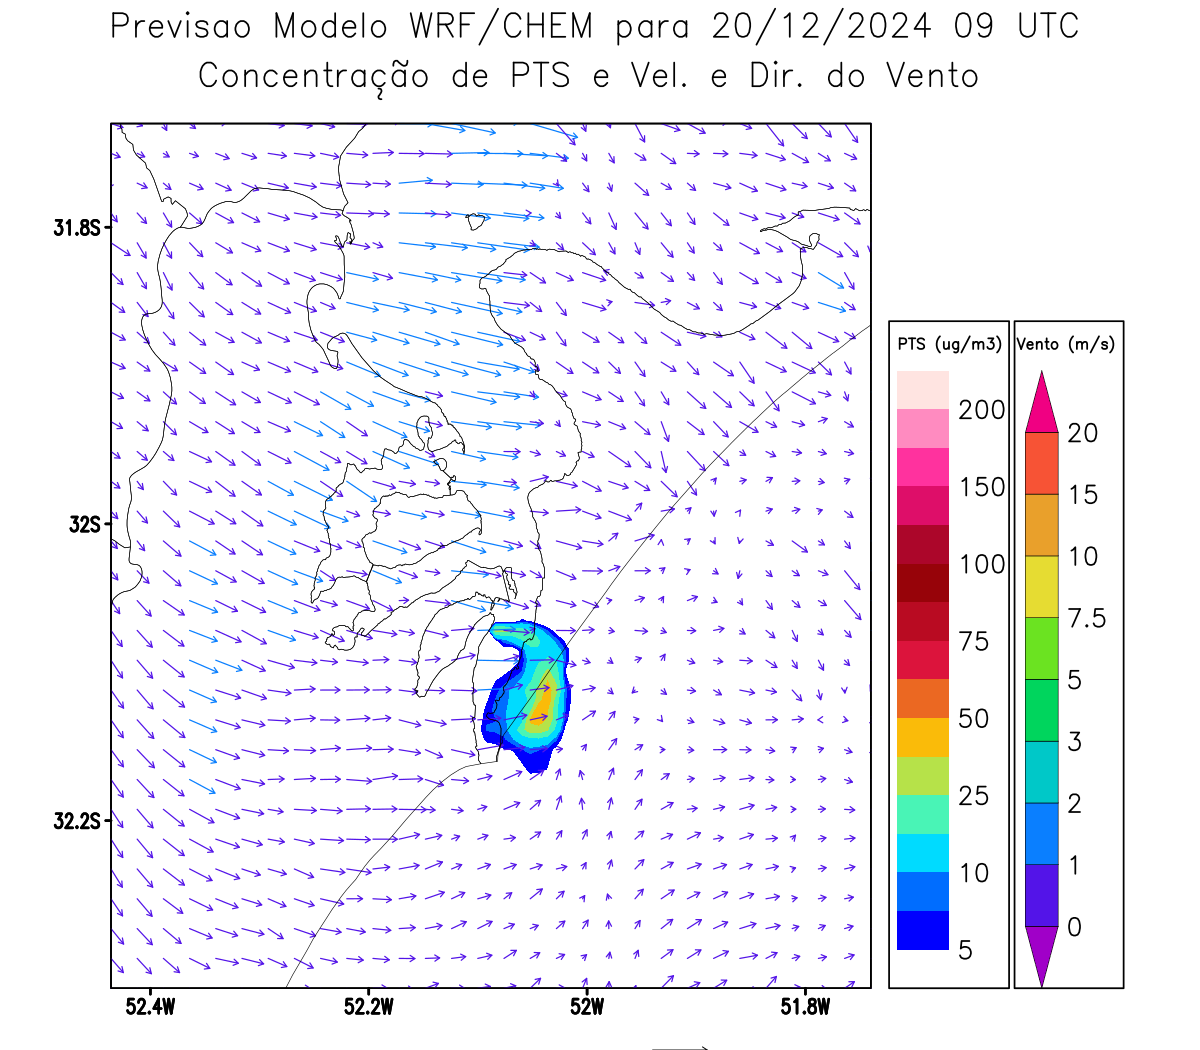 Previsao Modelo WRF/CHEM para 20/12/2024 09 UTC
Concentração de PTS e Vel. e Dir. do Vento
31.8S
32S
32.2S
52.4W
52.2W
52W
51.8W
PTS (ug/m3)
200
150
100
75
50
25
10
5
Vento (m/s)
20
15
10
7.5
5
3
2
1
0